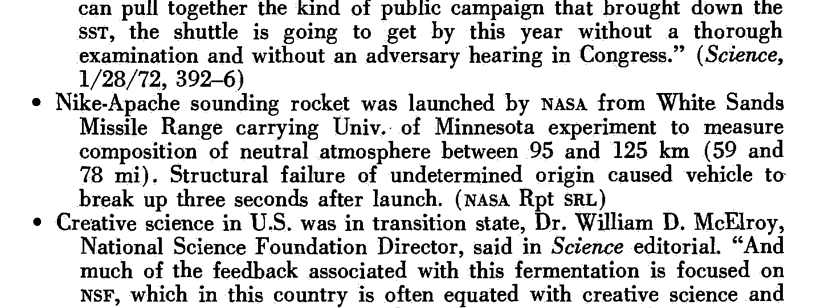 can pull together the kind of public campaign that brought down the
SST, the shuttle is going to get by this year without a thorough
examination and without an adversary hearing in Congress.” (Science,
1/28/72, 392–6)
• Nike-Apache sounding rocket was launched by NASA from White Sands
Missile Range carrying Univ. of Minnesota experiment to measure
composition of neutral atmosphere between 95 and 125 km (59 and
78 mi). Structural failure of undetermined origin caused vehicle to
break up three seconds after launch. (NASA Rpt SRL)
• Creative science in U.S. was in transition state, Dr. William D. McElroy,
National Science Foundation Director, said in Science editorial. “And
much of the feedback associated with this fermentation is focused on
NSF, which in this country is often equated with creative science and